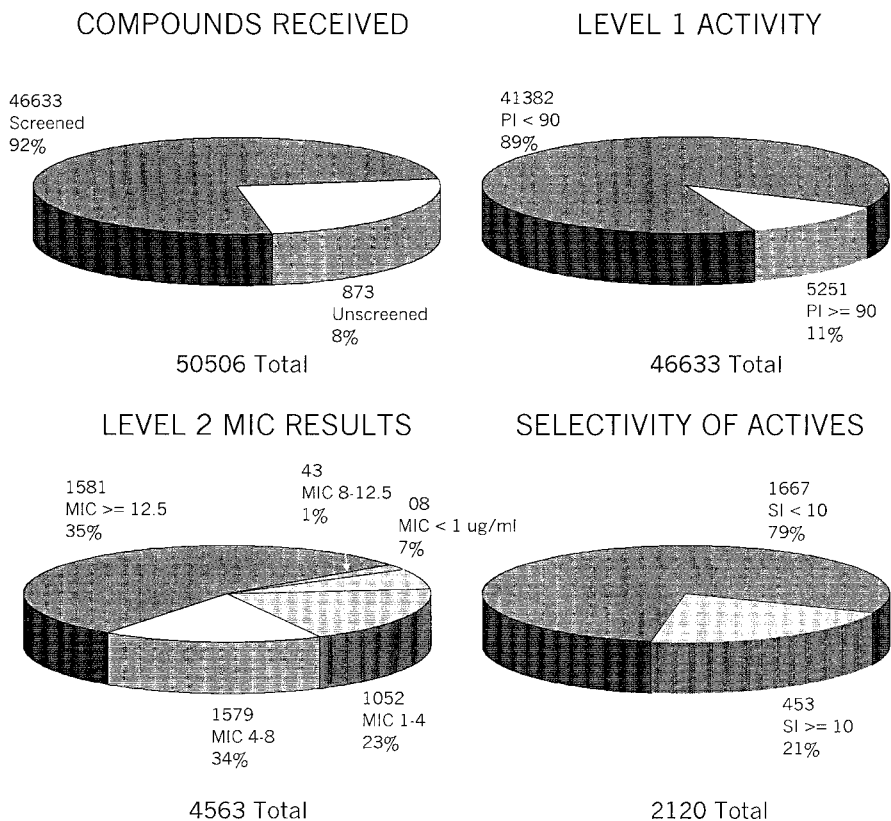 COMPOUNDS RECEIVED
46633
Screened
92%
873
Unscreened
8%
50506 Total
LEVEL 1 ACTIVITY
41382
PI < 90
89%
5251
PI >= 90
11%
46633 Total
LEVEL 2 MIC RESULTS
1581
MIC >= 12.5
35%
43
MIC 8-12.5
1%
08
MIC < 1 ug/ml
7%
1052
MIC 1-4
23%
1579
MIC 4-8
34%
4563 Total
SELECTIVITY OF ACTIVES
1667
SI < 10
79%
453
SI >= 10
21%
2120 Total